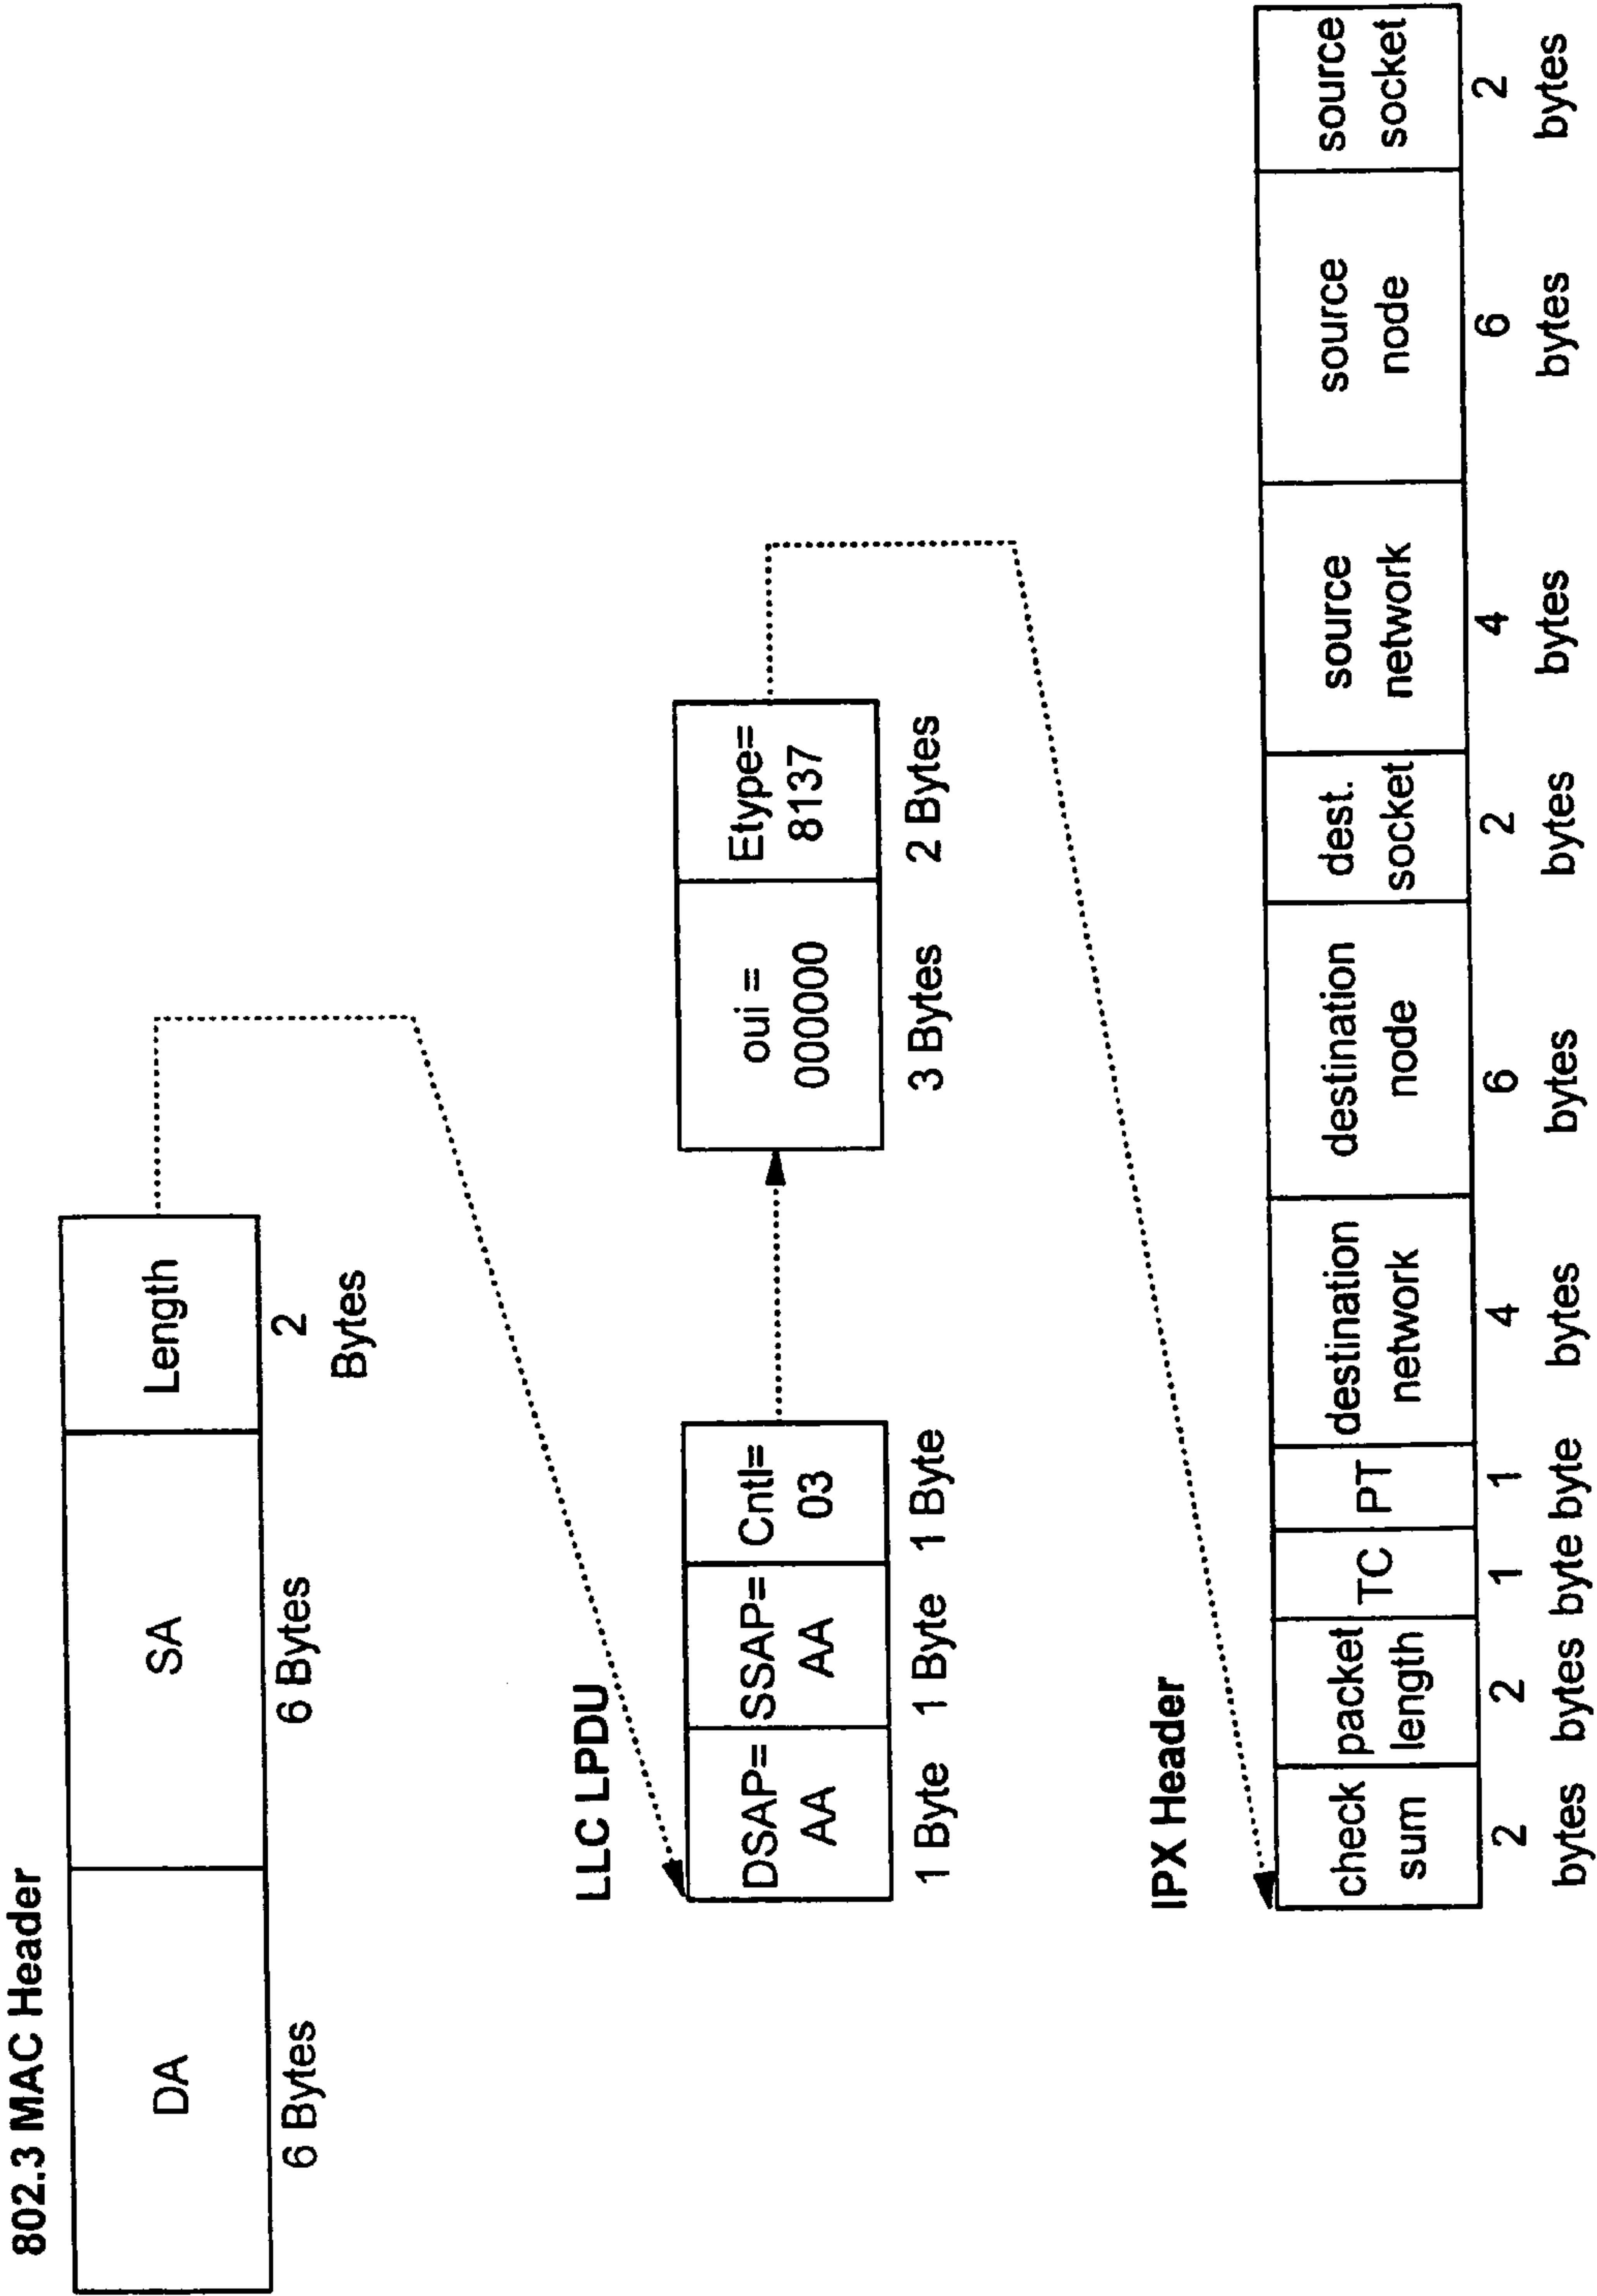 802.3 MAC Header
DA
SA
Length
6 Bytes
6 Bytes
2
Bytes
LLC LPDU
DSAP=
AA
SSAP=
AA
Cntl=
03
oui =
000000
Etype=
8137
1 Byte
1 Byte
1 Byte
3 Bytes
2 Bytes
IPX Header
check
sum
packet
length
TC
PT
destination
network
destination
node
dest.
socket
source
network
source
node
source
socket
2
bytes
2
bytes
1
byte
1
byte
4
bytes
6
bytes
2
bytes
4
bytes
6
bytes
2
bytes